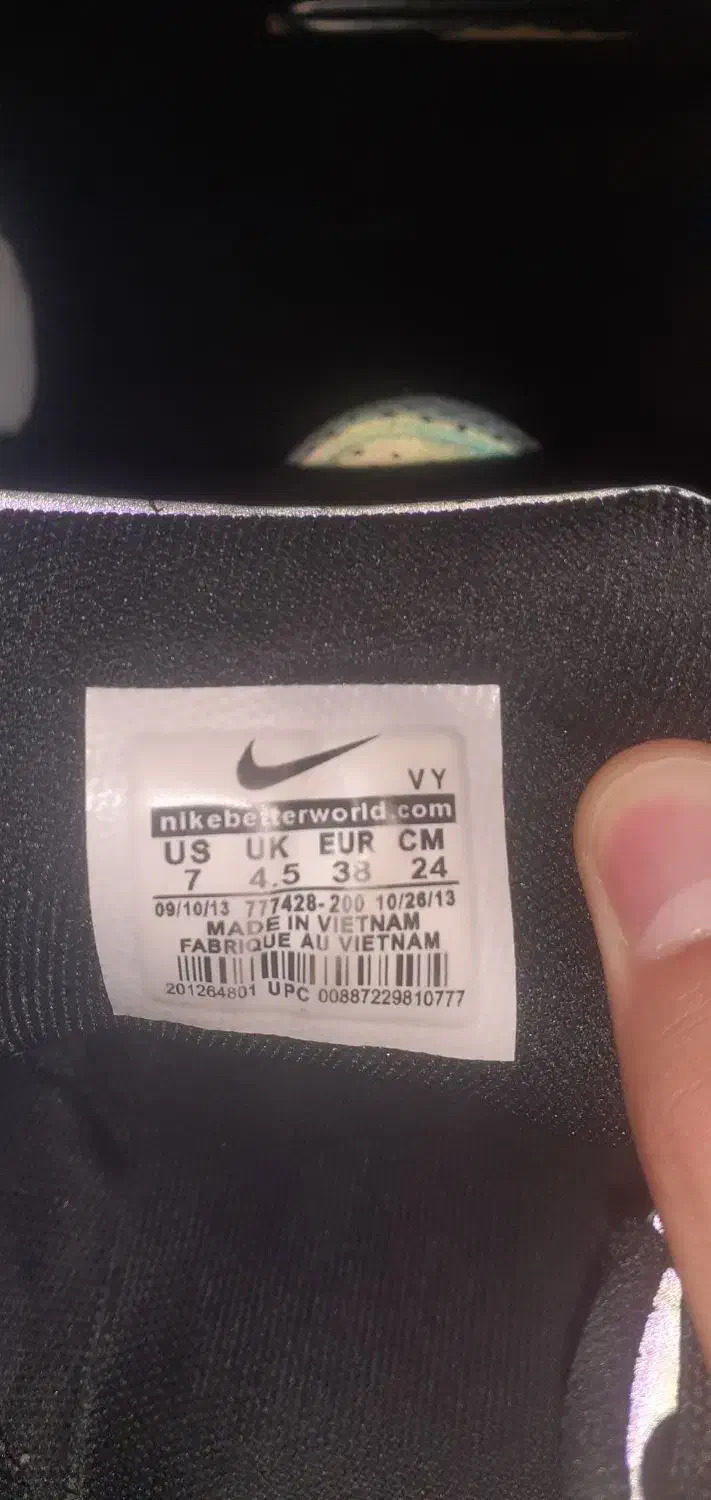 VY
nikebetterworld.com
US UK EUR CM
7 4.5 38 24
09/10/13 777428-200 10/26/13
MADE IN VIETNAM
FABRIQUE AU VIETNAM
201264801 UPC 00887229810777